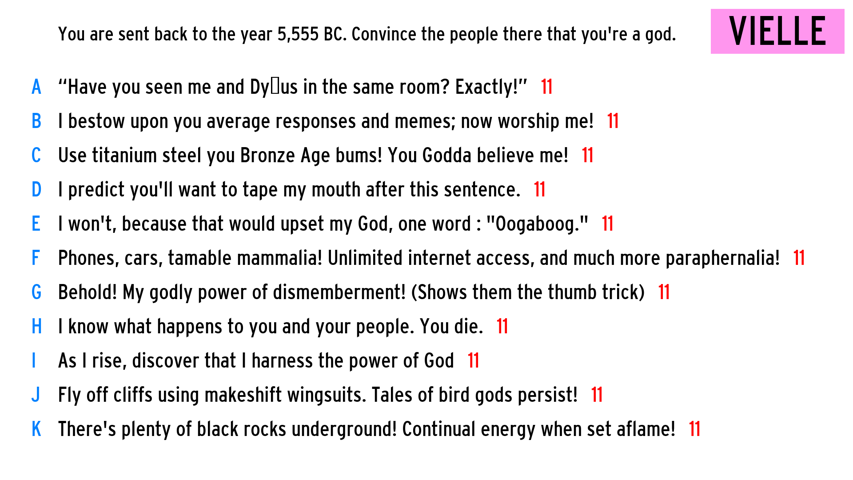 You are sent back to the year 5,555 BC. Convince the people there that you're a god.
VIELLE
A “Have you seen me and Dy▯us in the same room? Exactly!” 11
B I bestow upon you average responses and memes; now worship me! 11
C Use titanium steel you Bronze Age bums! You Godda believe me! 11
D I predict you'll want to tape my mouth after this sentence. 11
E I won't, because that would upset my God, one word : "Oogaboog." 11
F Phones, cars, tamable mammalia! Unlimited internet access, and much more paraphernalia! 11
G Behold! My godly power of dismemberment! (Shows them the thumb trick) 11
H I know what happens to you and your people. You die. 11
I As I rise, discover that I harness the power of God 11
J Fly off cliffs using makeshift wingsuits. Tales of bird gods persist! 11
K There's plenty of black rocks underground! Continual energy when set aflame! 11